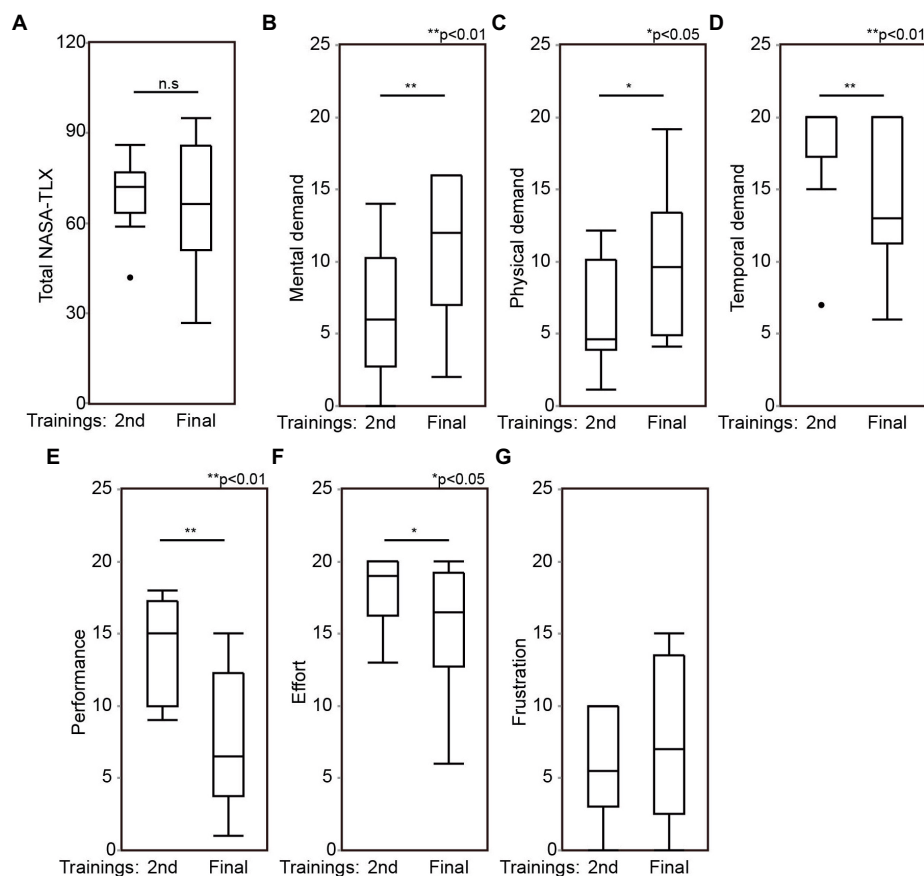 A
Total NASA-TLX
120
90
60
30
0
n.s
Trainings: 2nd Final
B
**p<0.01
Mental demand
25
20
15
10
5
0
**
Trainings: 2nd Final
C
*p<0.05
Physical demand
25
20
15
10
5
0
*
Trainings: 2nd Final
D
**p<0.01
Temporal demand
25
20
15
10
5
0
**
Trainings: 2nd Final
E
**p<0.01
Performance
25
20
15
10
5
0
**
Trainings: 2nd Final
F
*p<0.05
Effort
25
20
15
10
5
0
*
Trainings: 2nd Final
G
Frustration
25
20
15
10
5
0
Trainings: 2nd Final